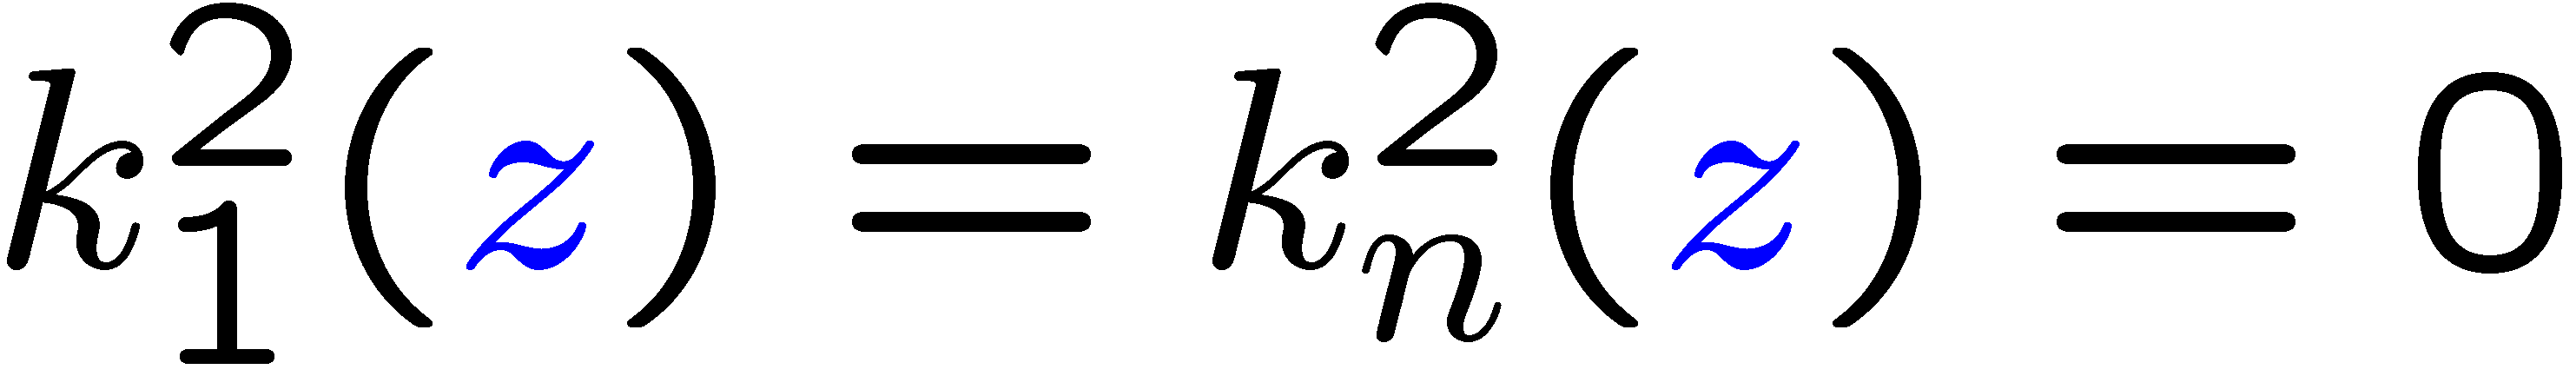 $k_1^2(z) = k_n^2(z) = 0$